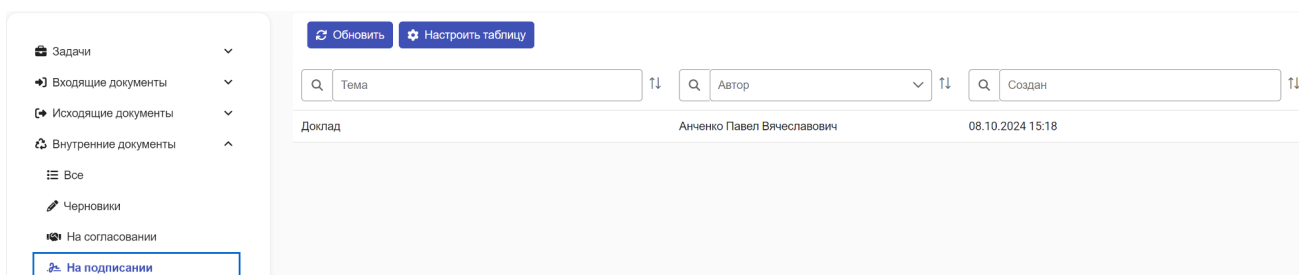 Задачи
Входящие документы
Исходящие документы
Внутренние документы
Все
Черновики
На согласовании
На подписании
Обновить Настроить таблицу
Тема Автор Создан
Доклад Анченко Павел Вячеславович 08.10.2024 15:18